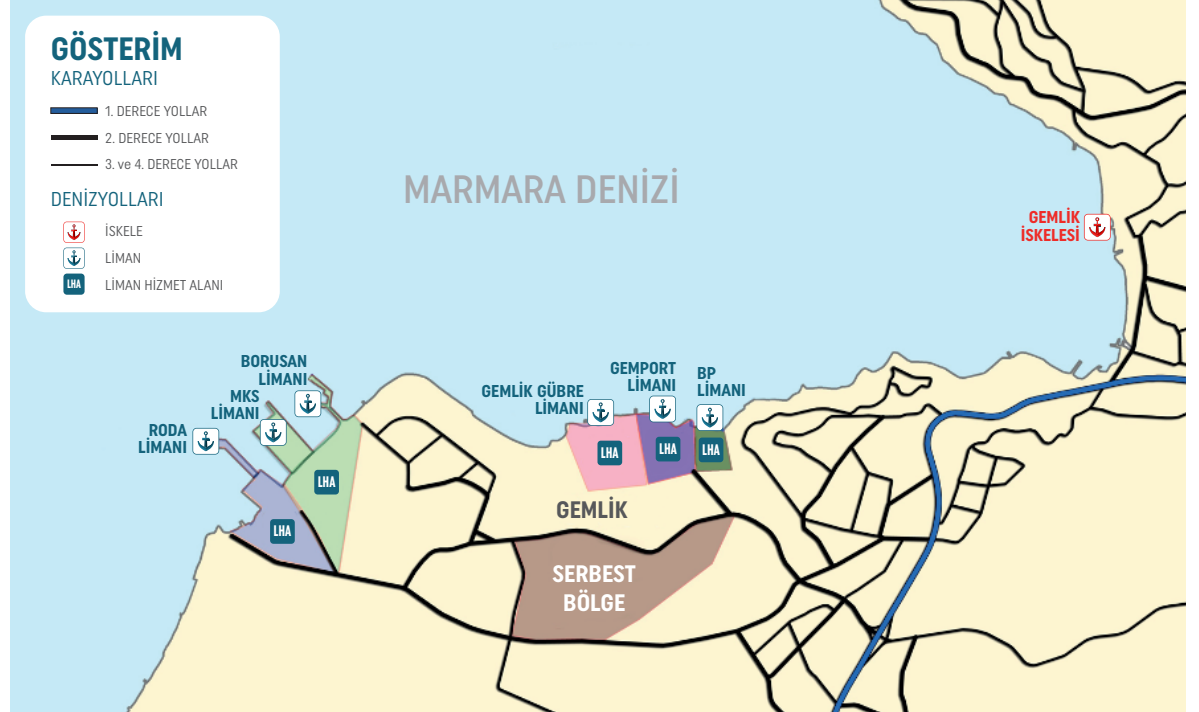 GÖSTERİM
KARAYOLLARI
1. DERECE YOLLAR
2. DERECE YOLLAR
3. ve 4. DERECE YOLLAR
DENİZYOLLARI
İSKELE
LİMAN
LHA
LİMAN HİZMET ALANI
MARMARA DENİZİ
GEMLİK
İSKELESİ
BORUSAN
LİMANI
MKS
LİMANI
RODA
LİMANI
GEMLİK GÜBRE
LİMANI
GEMPORT
LİMANI
BP
LİMANI
LHA
LHA
LHA
LHA
LHA
GEMLİK
SERBEST
BÖLGE